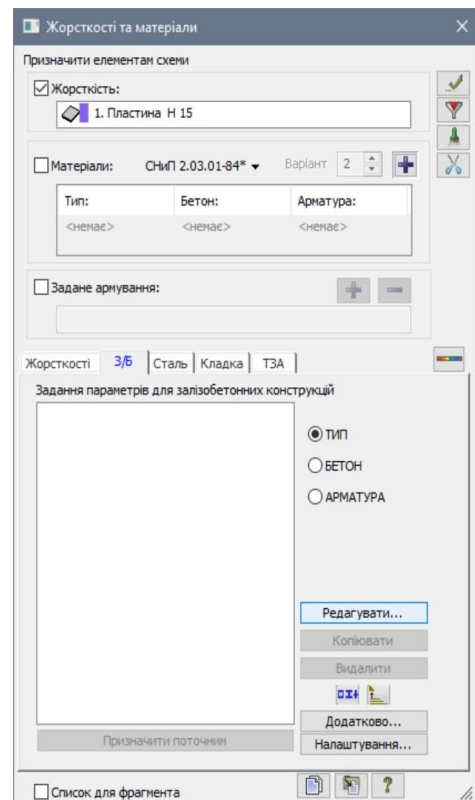 Жорсткості та матеріали
Призначити елементам схеми
Жорсткість:
1. Пластина H 15
Матеріали: СНиП 2.03.01-84* Варіант 2
Тип: Бетон: Арматура:
<немає> <немає> <немає>
Задане армування:
Жорсткості З/Б Сталь Кладка ТЗА
Задання параметрів для залізобетонних конструкцій
ТИП
БЕТОН
АРМАТУРА
Редагувати...
Копіювати
Видалити
Додатково...
Призначити поточним Налаштування...
Список для фрагмента